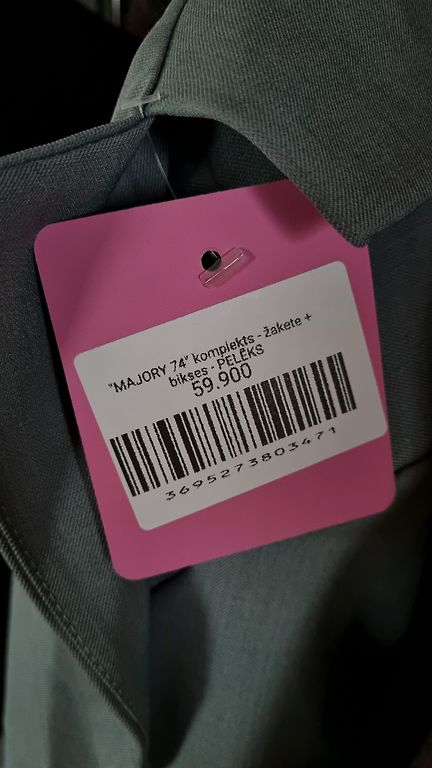 "MAJORY 74" komplekts - žakete +
bikses - PELĒKS
59.900
3695273803471